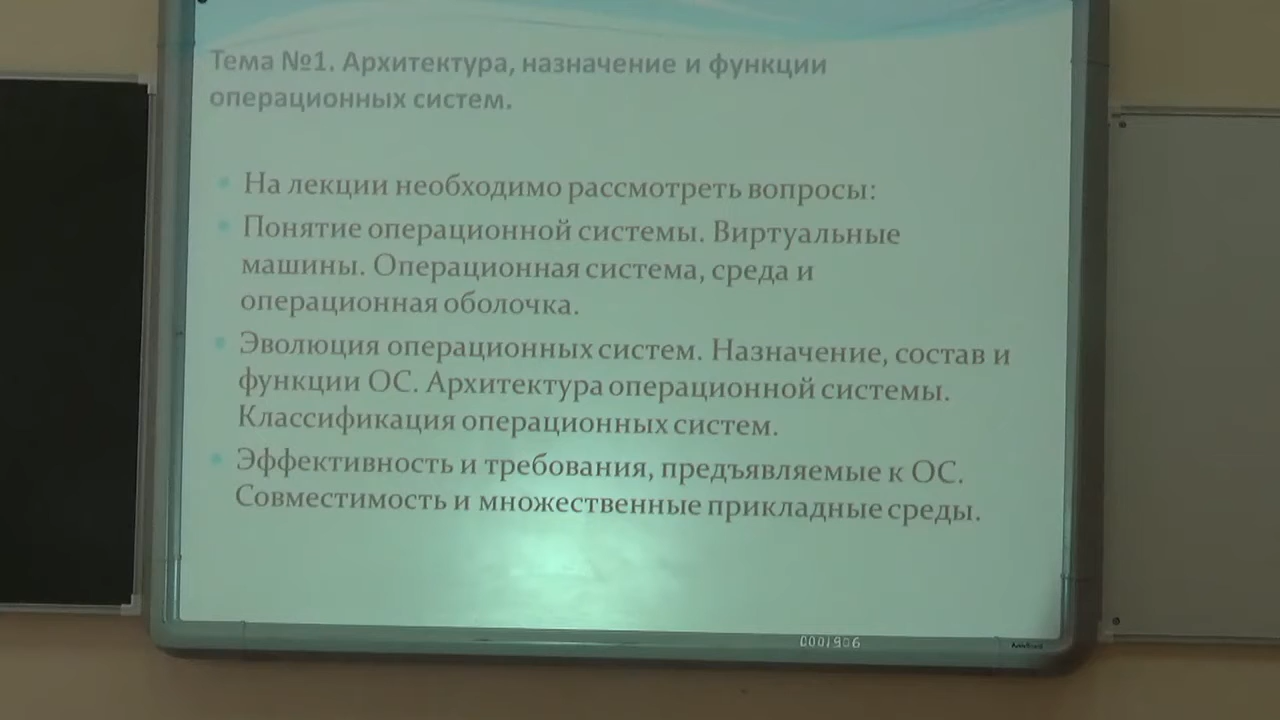 Тема №1. Архитектура, назначение и функции
операционных систем.
На лекции необходимо рассмотреть вопросы:
Понятие операционной системы. Виртуальные
машины. Операционная система, среда и
операционная оболочка.
Эволюция операционных систем. Назначение, состав и
функции ОС. Архитектура операционной системы.
Классификация операционных систем.
Эффективность и требования, предъявляемые к ОС.
Совместимость и множественные прикладные среды.
0001906